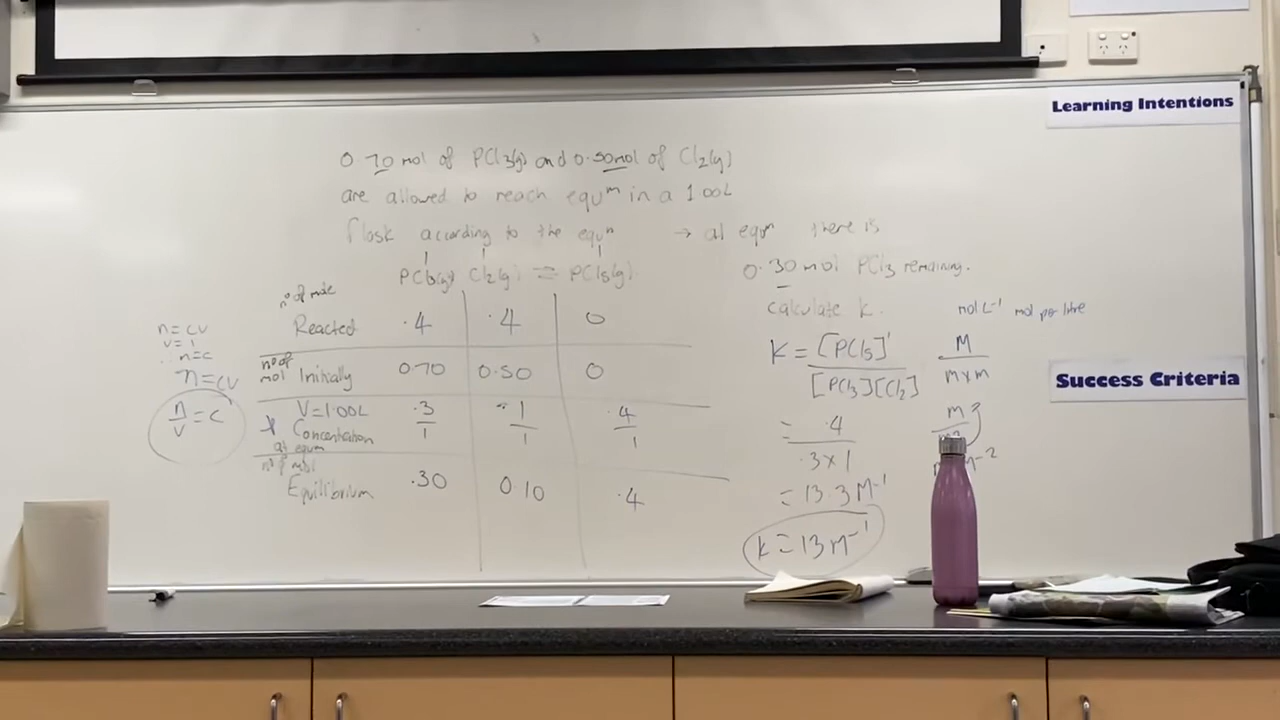 Learning Intentions
0.70 mol of PCl3(g) and 0.50mol of Cl2(g)
are allowed to reach equm in a 1.00L
flask according to the equn → at equm there is
0.30 mol PCl3 remaining.
PCl3(g) Cl2(g) ⇌ PCl5(g)
calculate k.
mol L⁻¹ mol per litre
nº of mole
Reacted .4 .4 0
nº of mol Initially 0.70 0.50 0
V=1.00L
Concentration .3/1 .1/1 .4/1
at equm
nº of mol
Equilibrium .30 0.10 .4
n=cv
v=1
∴ n=c
n=cv
n/v = c
K = [PCl5]¹ / [PCl3][Cl2]
M / M×M
= .4 / .3×1
= 13.3 M⁻¹
K = 13 M⁻¹
Success Criteria